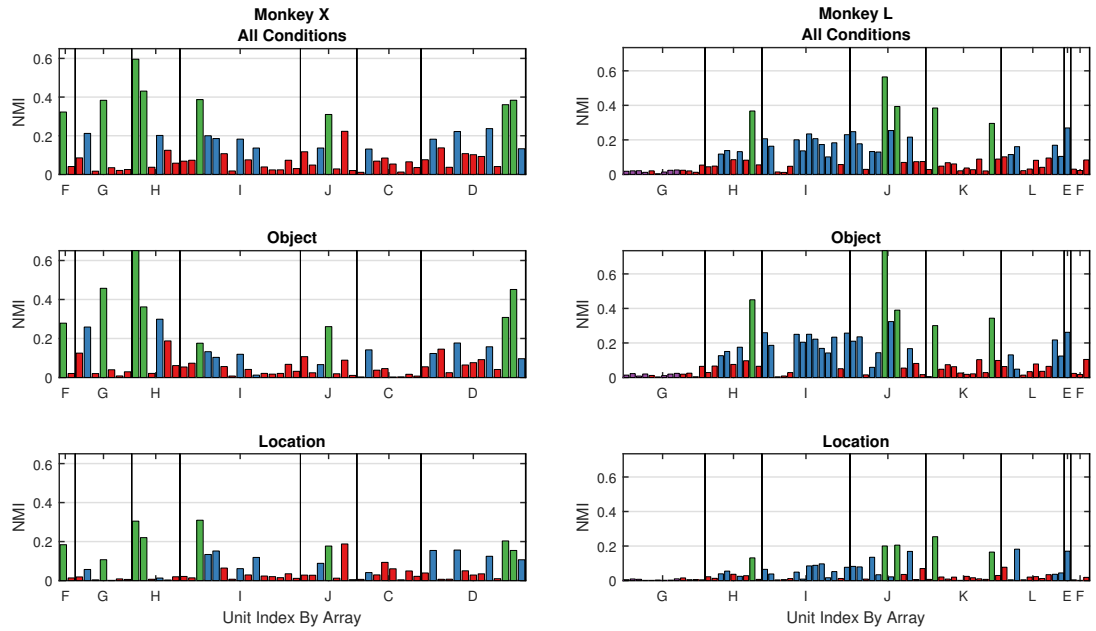 Monkey X
All Conditions
0.6
0.4
0.2
0
NMI
F G H I J C D
Object
0.6
0.4
0.2
0
NMI
F G H I J C D
Location
0.6
0.4
0.2
0
NMI
F G H I J C D
Unit Index By Array
Monkey L
All Conditions
0.6
0.4
0.2
0
NMI
G H J K L E F
Object
0.6
0.4
0.2
0
NMI
G H I J K L E F
Location
0.6
0.4
0.2
0
NMI
G H I J K L E F
Unit Index By Array